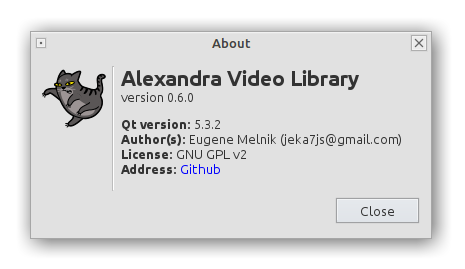 About
Alexandra Video Library
version 0.6.0
Qt version: 5.3.2
Author(s): Eugene Melnik (jeka7js@gmail.com)
License: GNU GPL v2
Address: Github
Close